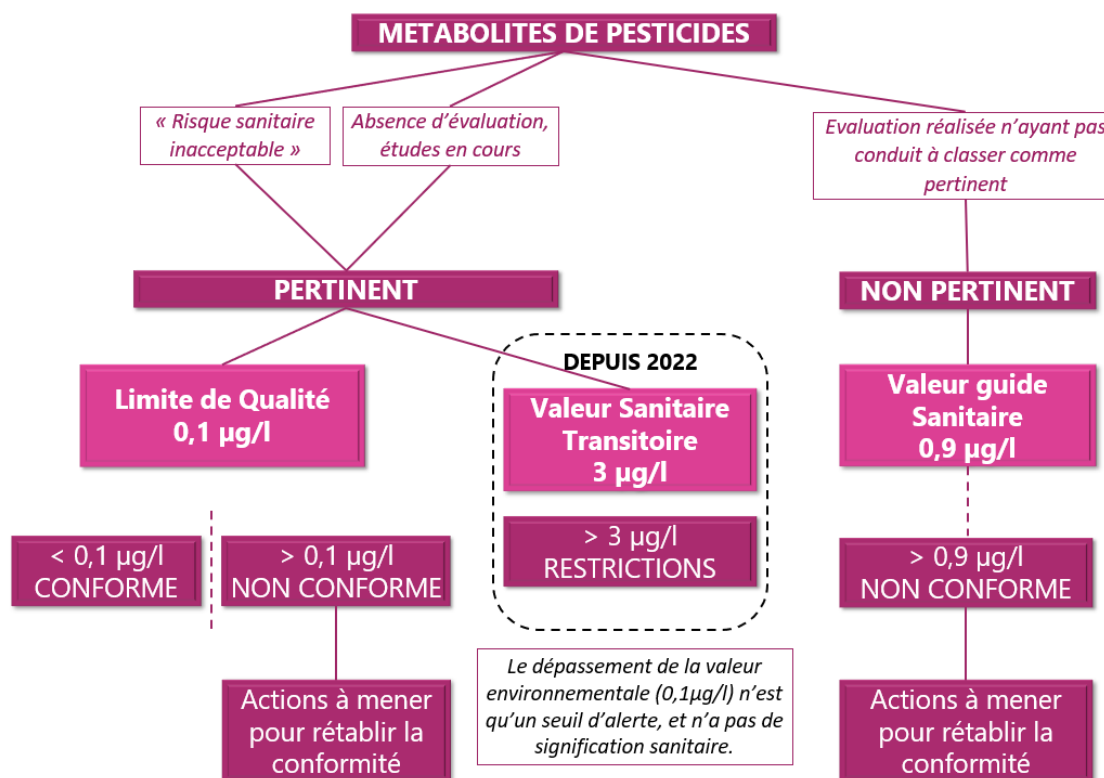 METABOLITES DE PESTICIDES
« Risque sanitaire
inacceptable »
Absence d'évaluation,
études en cours
Evaluation réalisée n'ayant pas
conduit à classer comme
pertinent
PERTINENT
NON PERTINENT
Limite de Qualité
0,1 µg/l
DEPUIS 2022
Valeur Sanitaire
Transitoire
3 µg/l
Valeur guide
Sanitaire
0,9 µg/l
< 0,1 µg/l
CONFORME
> 0,1 µg/l
NON CONFORME
> 3 µg/l
RESTRICTIONS
> 0,9 µg/l
NON CONFORME
Actions à mener
pour rétablir la
conformité
Le dépassement de la valeur
environnementale (0,1µg/l) n'est
qu'un seuil d'alerte, et n'a pas de
signification sanitaire.
Actions à mener
pour rétablir la
conformité